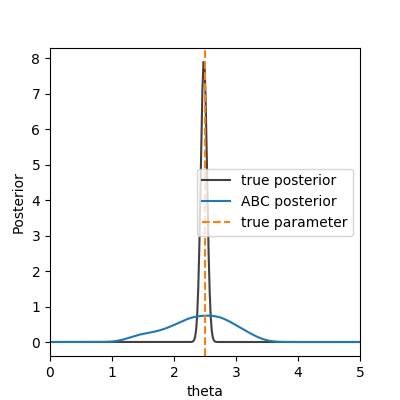 8
7
6
5
4
3
2
1
0
Posterior
true posterior
ABC posterior
true parameter
0 1 2 3 4 5
theta